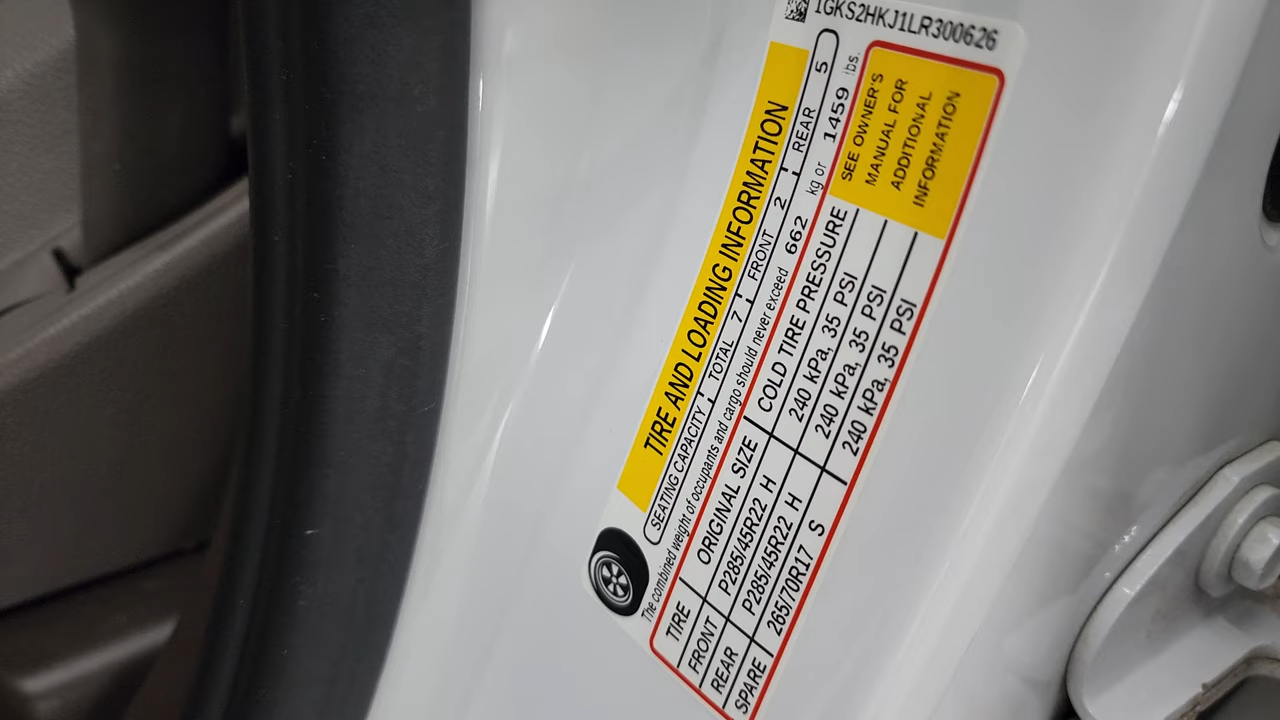 1GKS2HKJ1LR300626
TIRE AND LOADING INFORMATION
SEATING CAPACITY TOTAL 7 FRONT 2 REAR 5
The combined weight of occupants and cargo should never exceed 662 kg or 1459 lbs.
TIRE ORIGINAL SIZE COLD TIRE PRESSURE
FRONT P285/45R22 H 240 kPa, 35 PSI
REAR P285/45R22 H 240 kPa, 35 PSI
SPARE 265/70R17 S 240 kPa, 35 PSI
SEE OWNER'S
MANUAL FOR
ADDITIONAL
INFORMATION